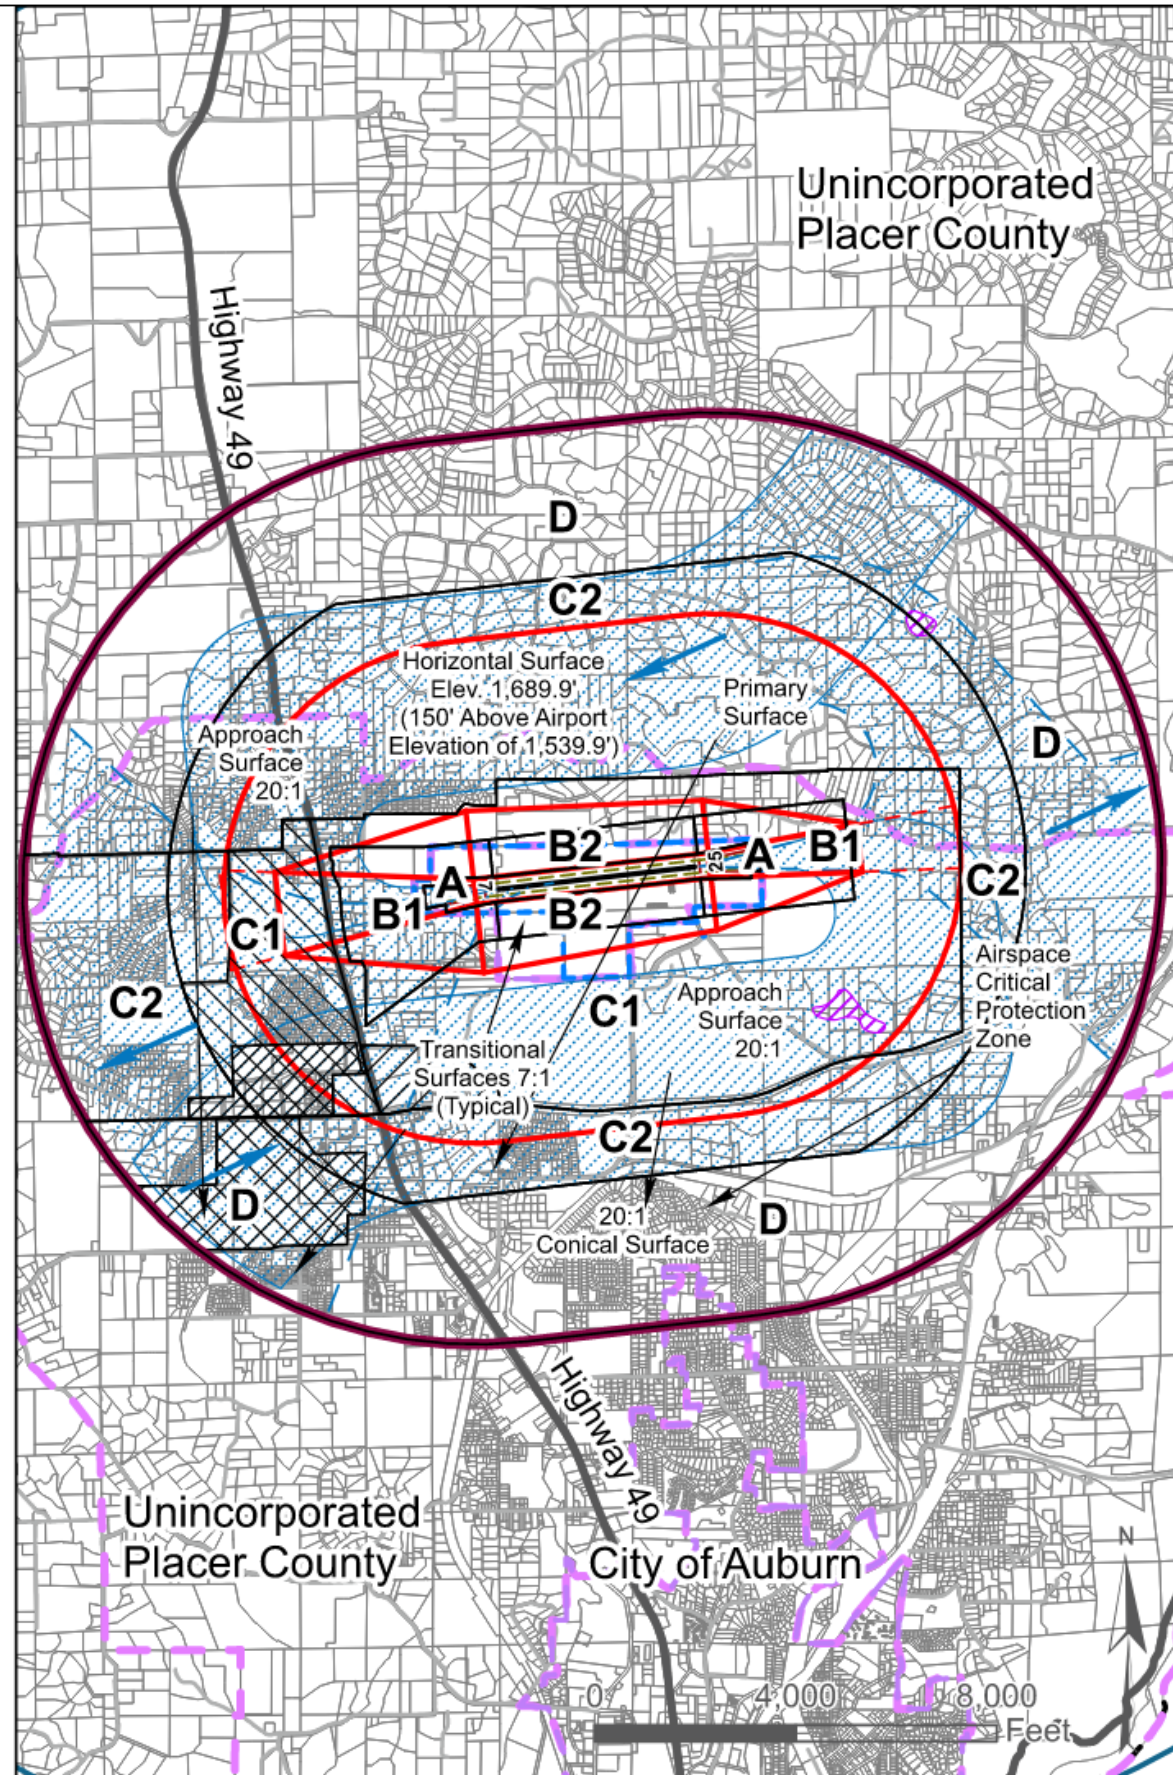 Unincorporated
Placer County
Highway 49
D
C2
Horizontal Surface
Elev. 1,689.9'
(150' Above Airport
Elevation of 1,539.9')
Primary
Surface
Approach
Surface
20:1
D
B2
A
B1
25
A
7
B1
B2
C2
C1
C2
C1
Airspace
Critical
Protection
Zone
Approach
Surface
20:1
Transitional
Surfaces 7:1
(Typical)
C2
D
D
20:1
Conical Surface
Highway 49
Unincorporated
Placer County
City of Auburn
N
0 4,000 8,000
Feet